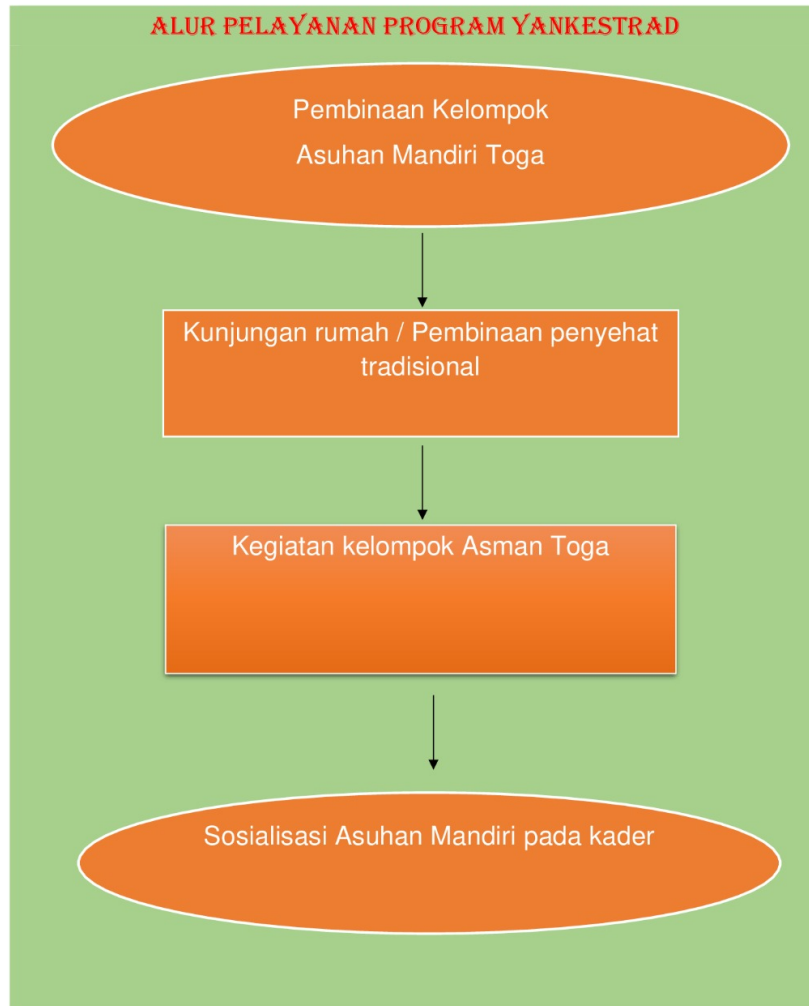 ALUR PELAYANAN PROGRAM YANKESTRAD
Pembinaan Kelompok
Asuhan Mandiri Toga
Kunjungan rumah / Pembinaan penyehat
tradisional
Kegiatan kelompok Asman Toga
Sosialisasi Asuhan Mandiri pada kader